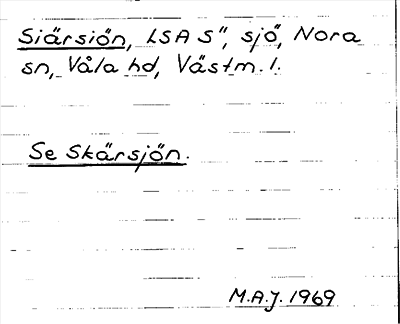 Siärsiön, LSA S", sjö, Nora
sn, Våla hd, Västm. l.
Se Skärsjön.
M.A.J. 1969